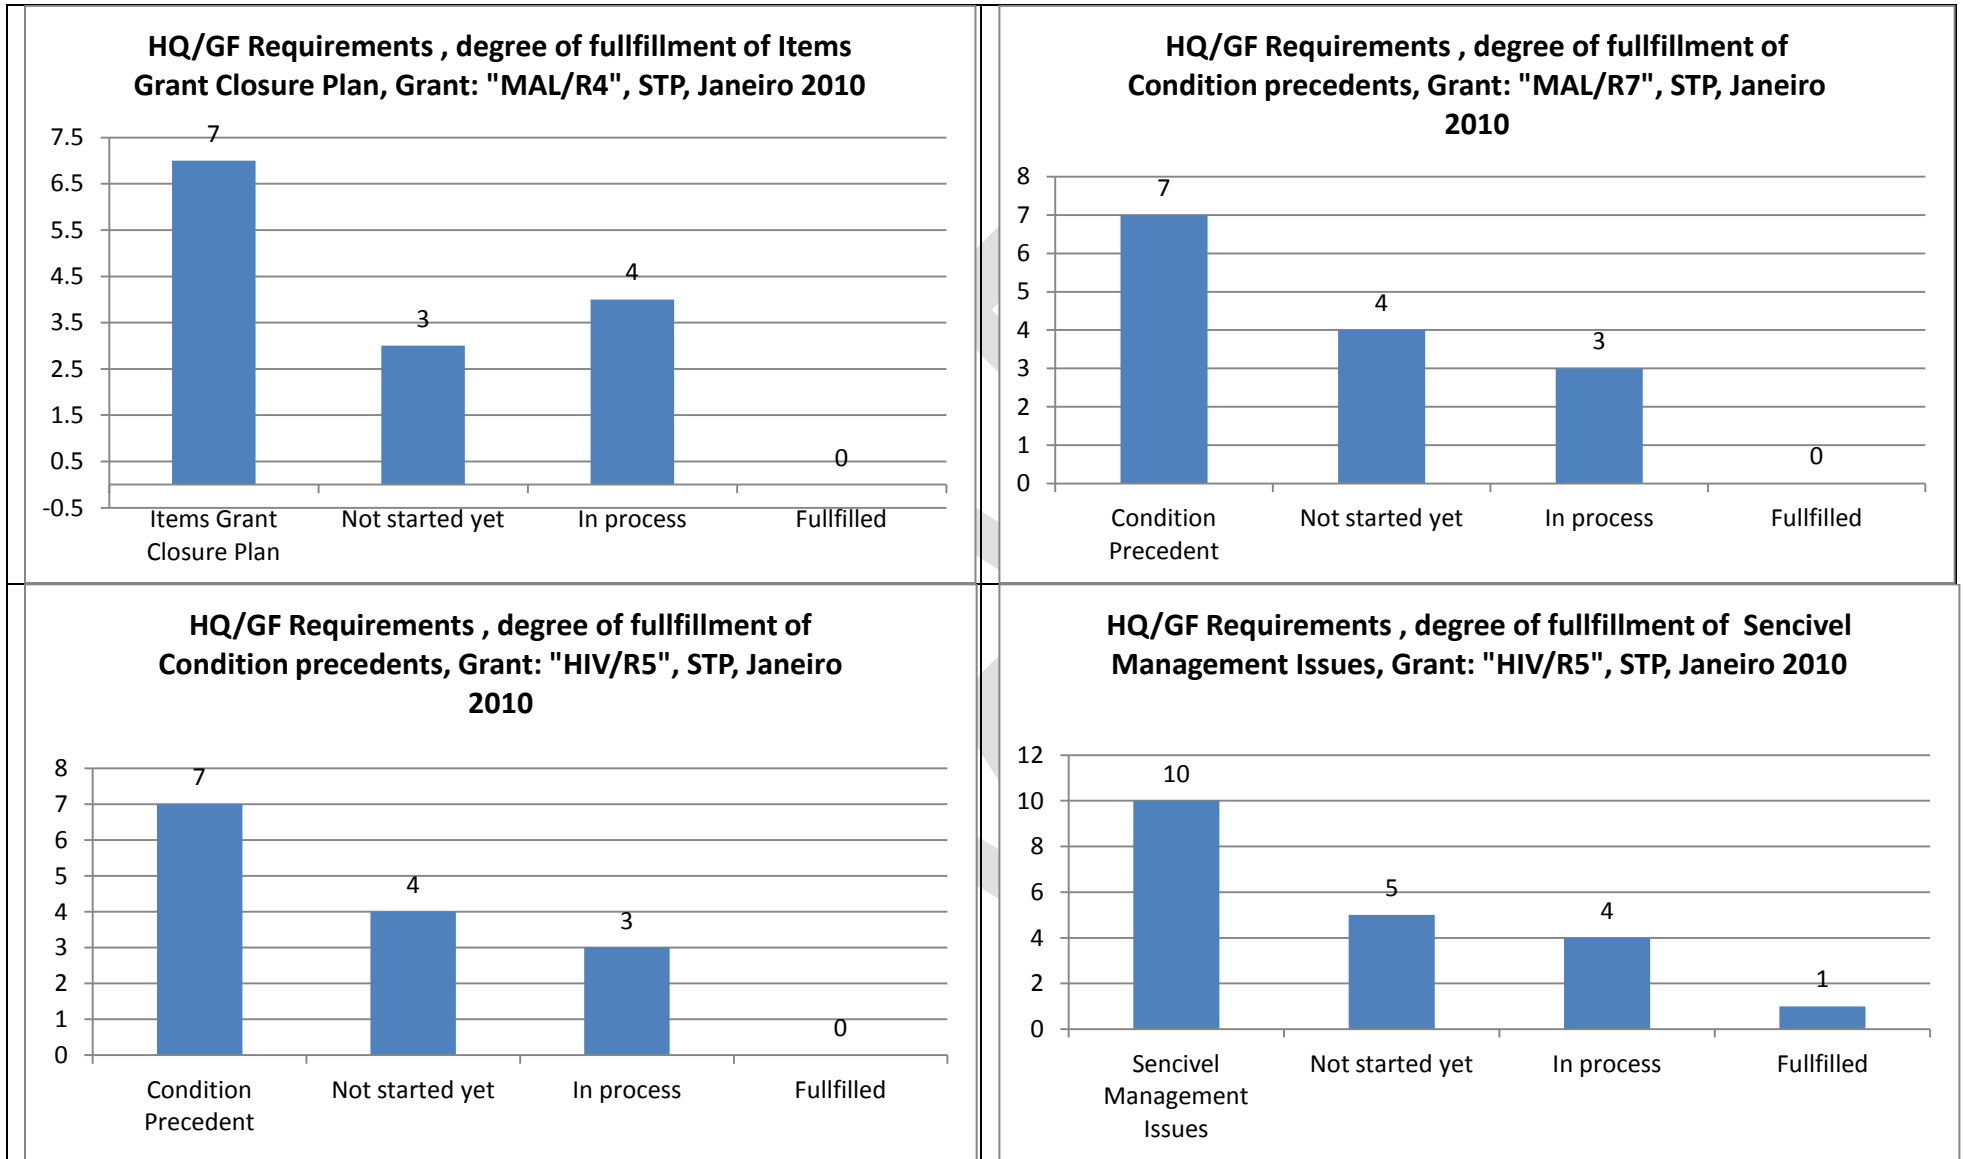 HQ/GF Requirements , degree of fullfillment of Items
Grant Closure Plan, Grant: "MAL/R4", STP, Janeiro 2010
7.5
6.5
5.5
4.5
3.5
2.5
1.5
0.5
-0.5
7
3
4
0
Items Grant
Closure Plan
Not started yet
In process
Fullfilled
HQ/GF Requirements , degree of fullfillment of
Condition precedents, Grant: "MAL/R7", STP, Janeiro
2010
8
7
6
5
4
3
2
1
0
7
4
3
0
Condition
Precedent
Not started yet
In process
Fullfilled
HQ/GF Requirements , degree of fullfillment of
Condition precedents, Grant: "HIV/R5", STP, Janeiro
2010
8
7
6
5
4
3
2
1
0
7
4
3
0
Condition
Precedent
Not started yet
In process
Fullfilled
HQ/GF Requirements , degree of fullfillment of  Sencivel
Management Issues, Grant: "HIV/R5", STP, Janeiro 2010
12
10
8
6
4
2
0
10
5
4
1
Sencivel
Management
Issues
Not started yet
In process
Fullfilled